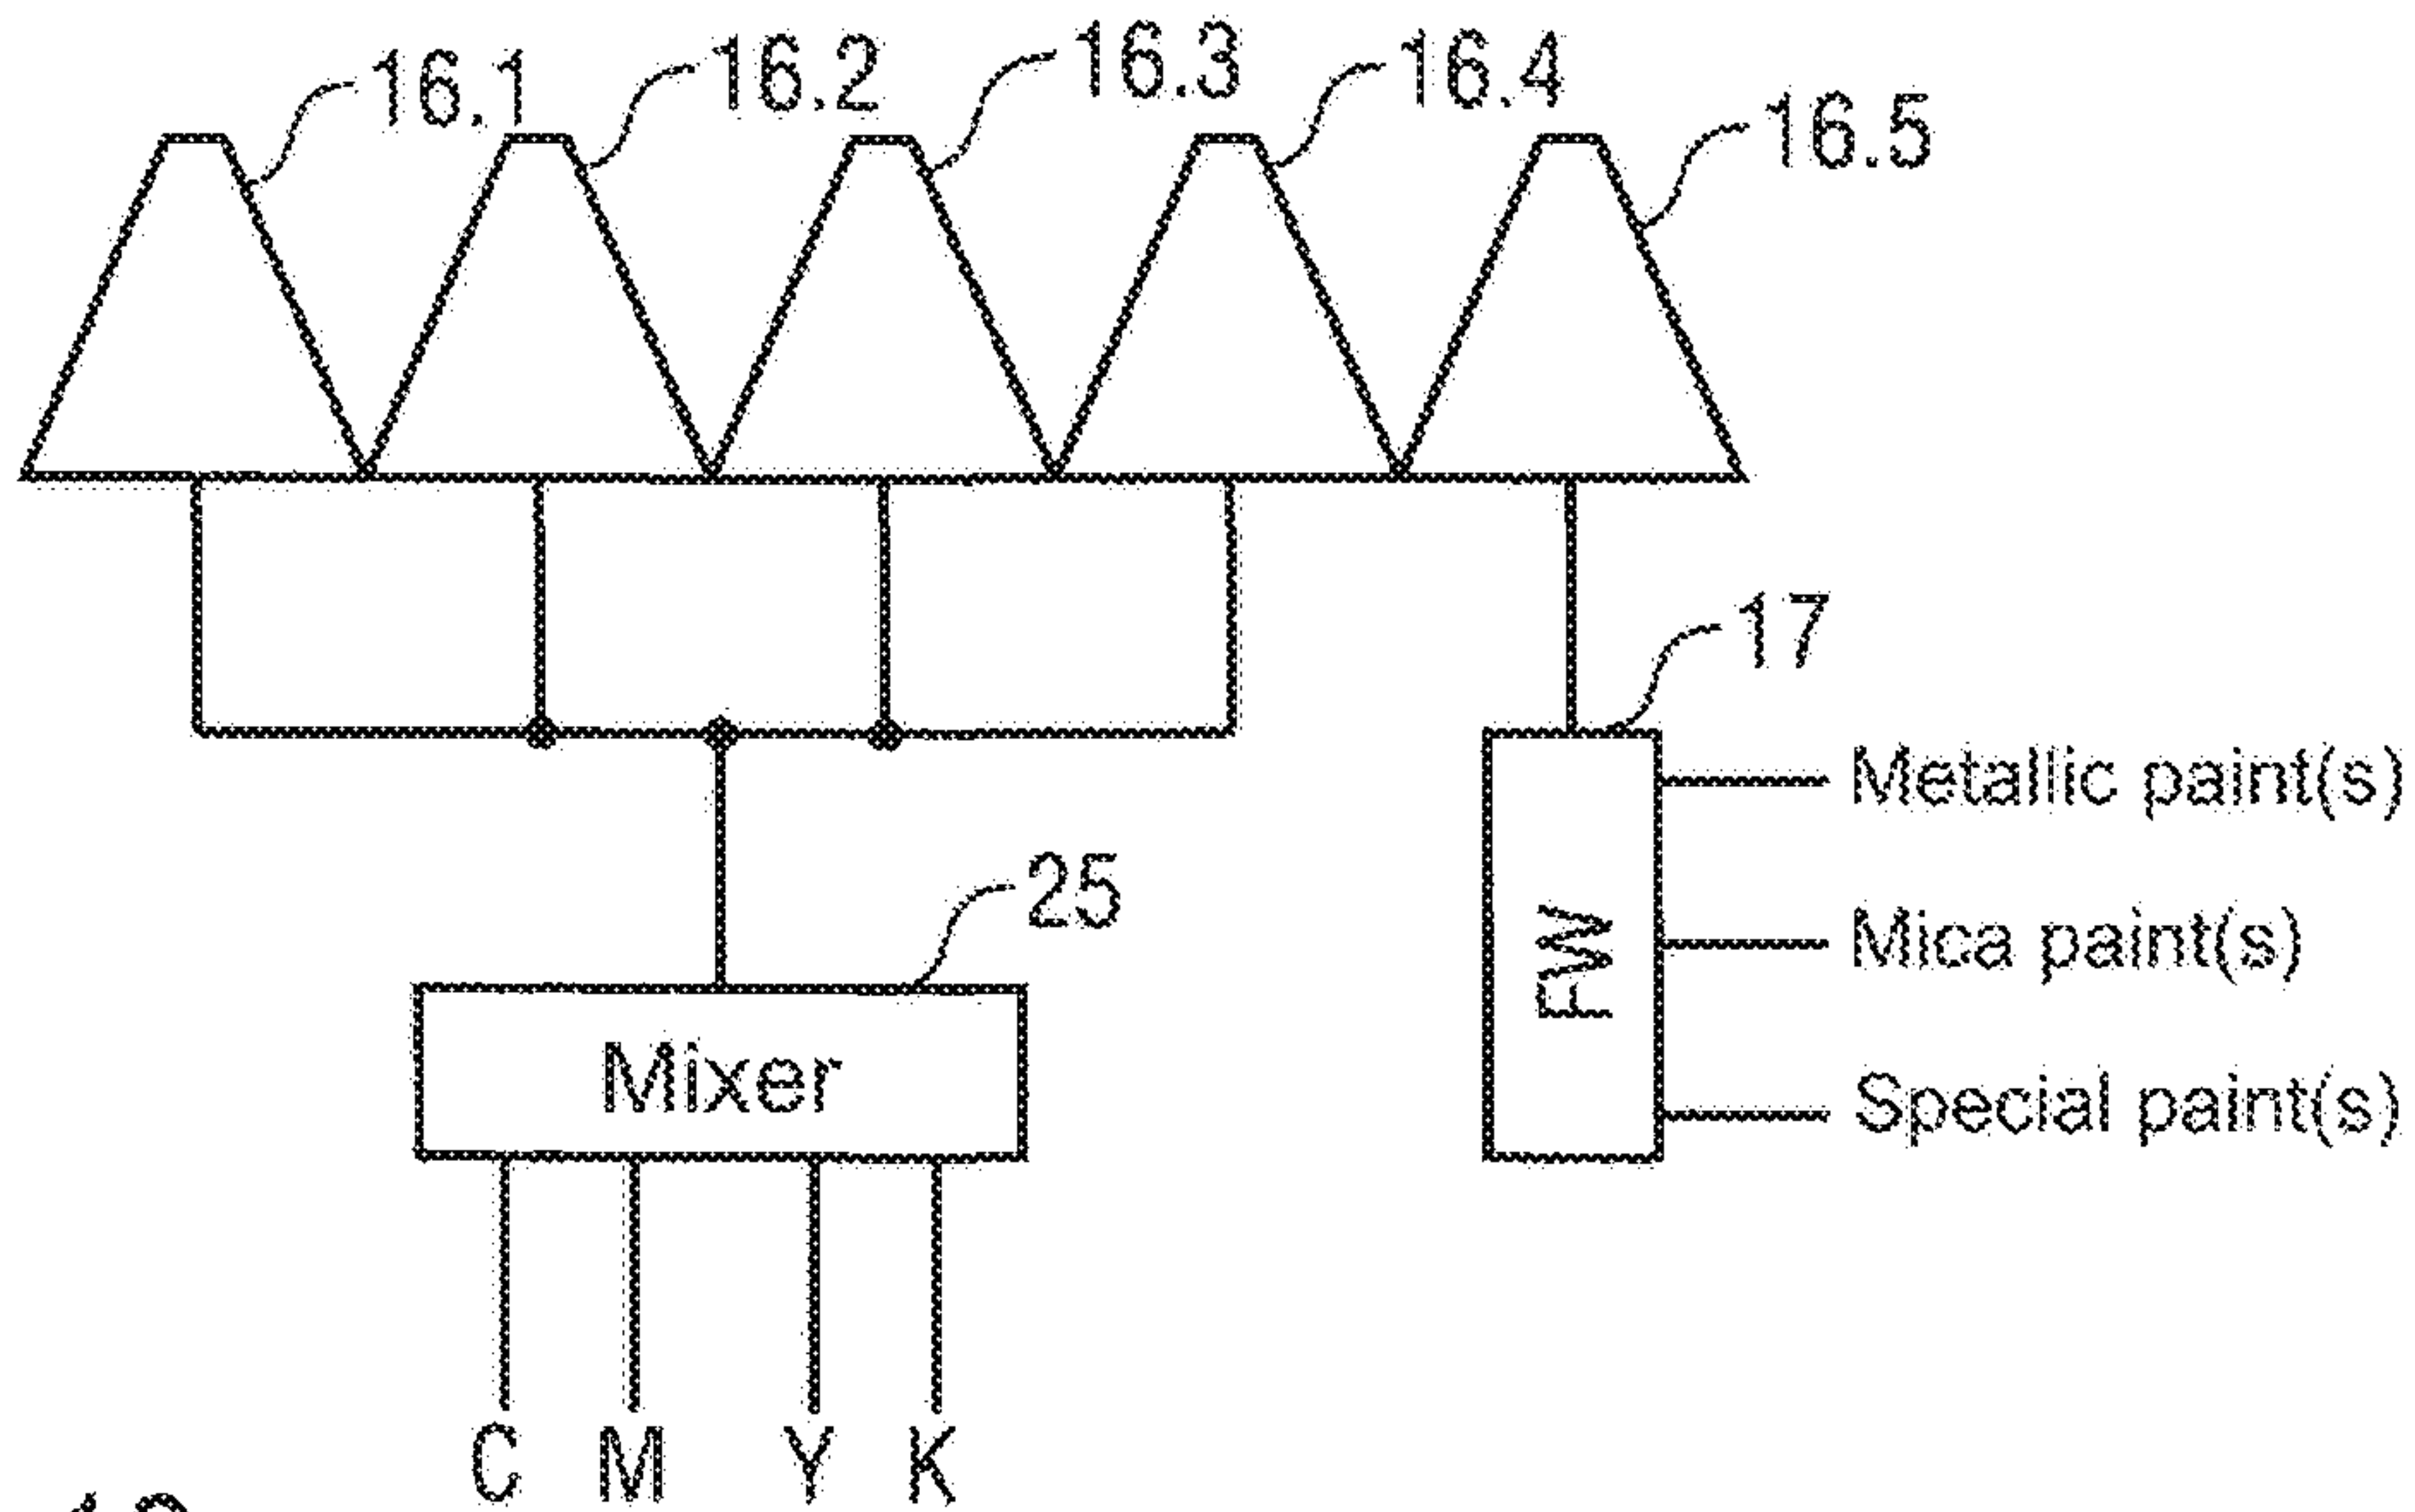 16.1 16.2 16.3 16.4 16.5
17
Metallic paint(s)
25
FW
Mica paint(s)
Mixer
Special paint(s)
C M Y K